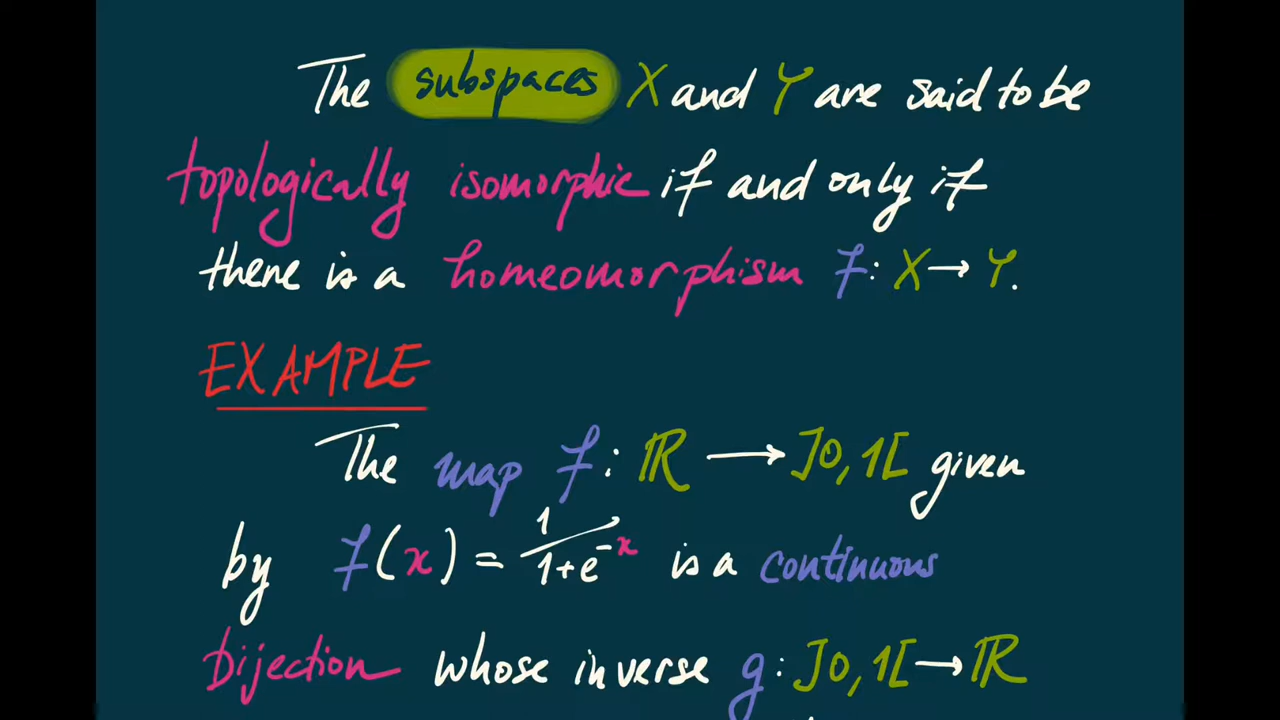 The subspaces X and Y are said to be
topologically isomorphic if and only if
there is a homeomorphism f: X → Y.
EXAMPLE
The map f: ℝ → ]0,1[ given
by f(x) = 1/(1+e^-x) is a continuous
bijection whose inverse g: ]0,1[ → ℝ